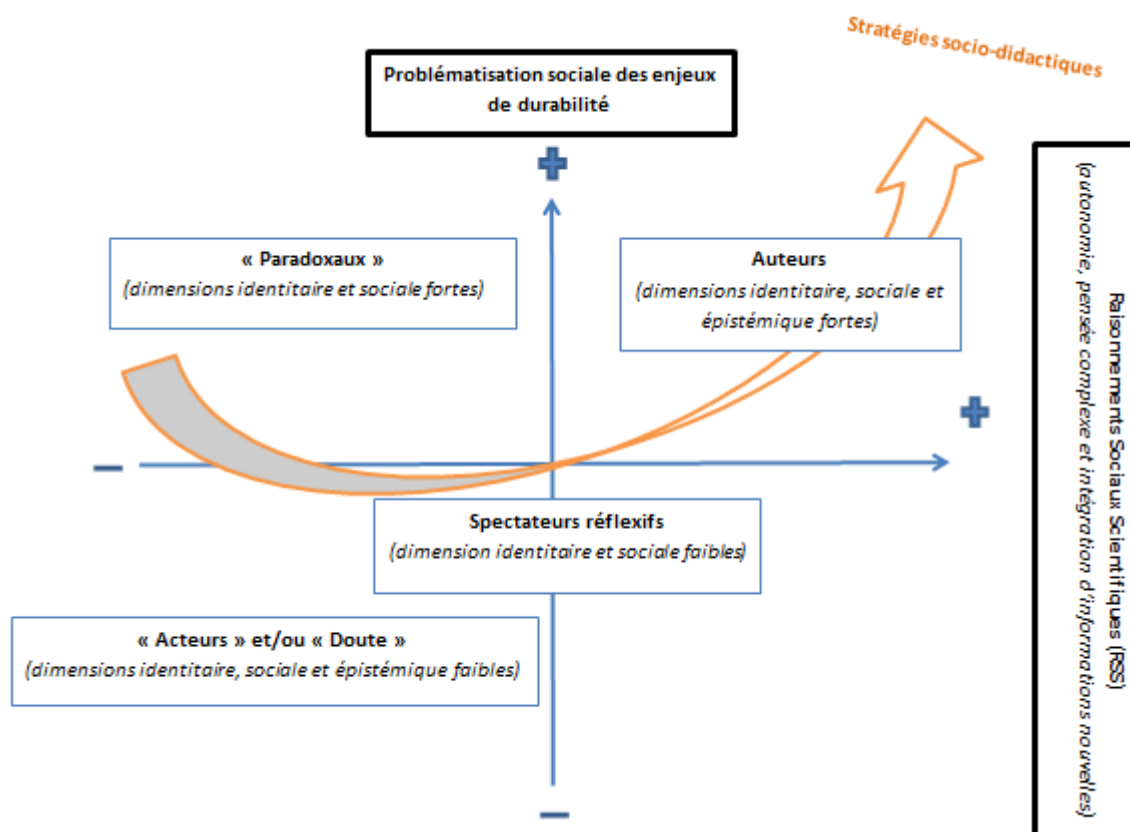 Stratégies socio-didactiques
Problématisation sociale des enjeux
de durabilité
« Paradoxaux »
(dimensions identitaire et sociale fortes)
Auteurs
(dimensions identitaire, sociale et
épistémique fortes)
Spectateurs réflexifs
(dimension identitaire et sociale faibles)
« Acteurs » et/ou « Doute »
(dimensions identitaire, sociale et épistémique faibles)
Raisonnements Sociaux Scientifiques (RSS)
(autonomie, pensée complexe et intégration d'informations nouvelles)